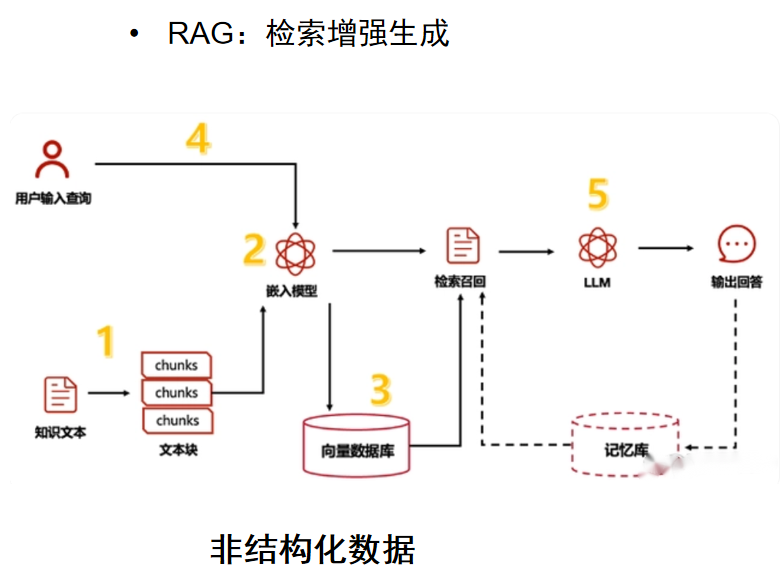 • RAG：检索增强生成
4
用户输入查询
2
嵌入模型
检索召回
5
LLM
输出回答
1
知识文本
chunks
chunks
chunks
文本块
3
向量数据库
记忆库
非结构化数据